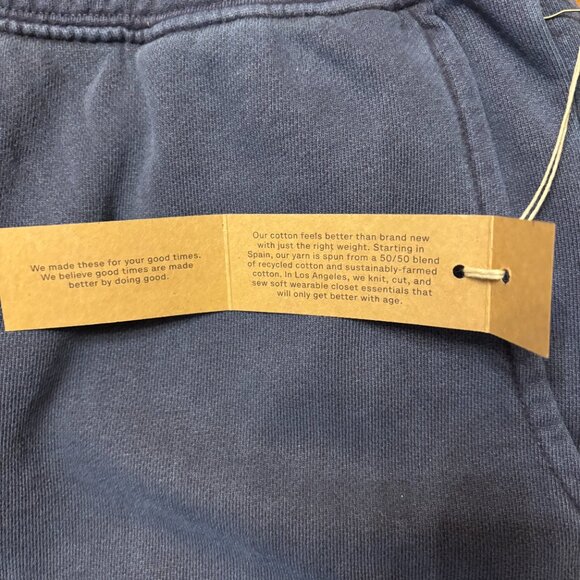 We made these for your good times.
We believe good times are made
better by doing good.
Our cotton feels better than brand new
with just the right weight. Starting in
Spain, our yarn is spun from a 50/50 blend
of recycled cotton and sustainably-farmed
cotton. In Los Angeles, we knit, cut, and
sew soft wearable closet essentials that
will only get better with age.